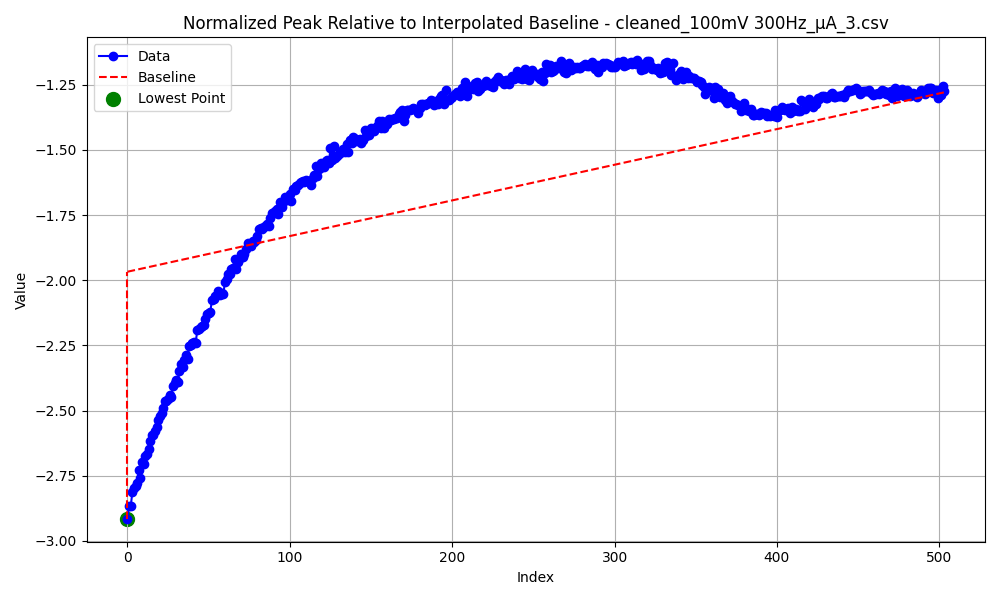 Normalized Peak Relative to Interpolated Baseline - cleaned_100mV 300Hz_μA_3.csv
Data
Baseline
Lowest Point
−1.25
−1.50
−1.75
−2.00
−2.25
−2.50
−2.75
−3.00
Value
0
100
200
300
400
500
Index